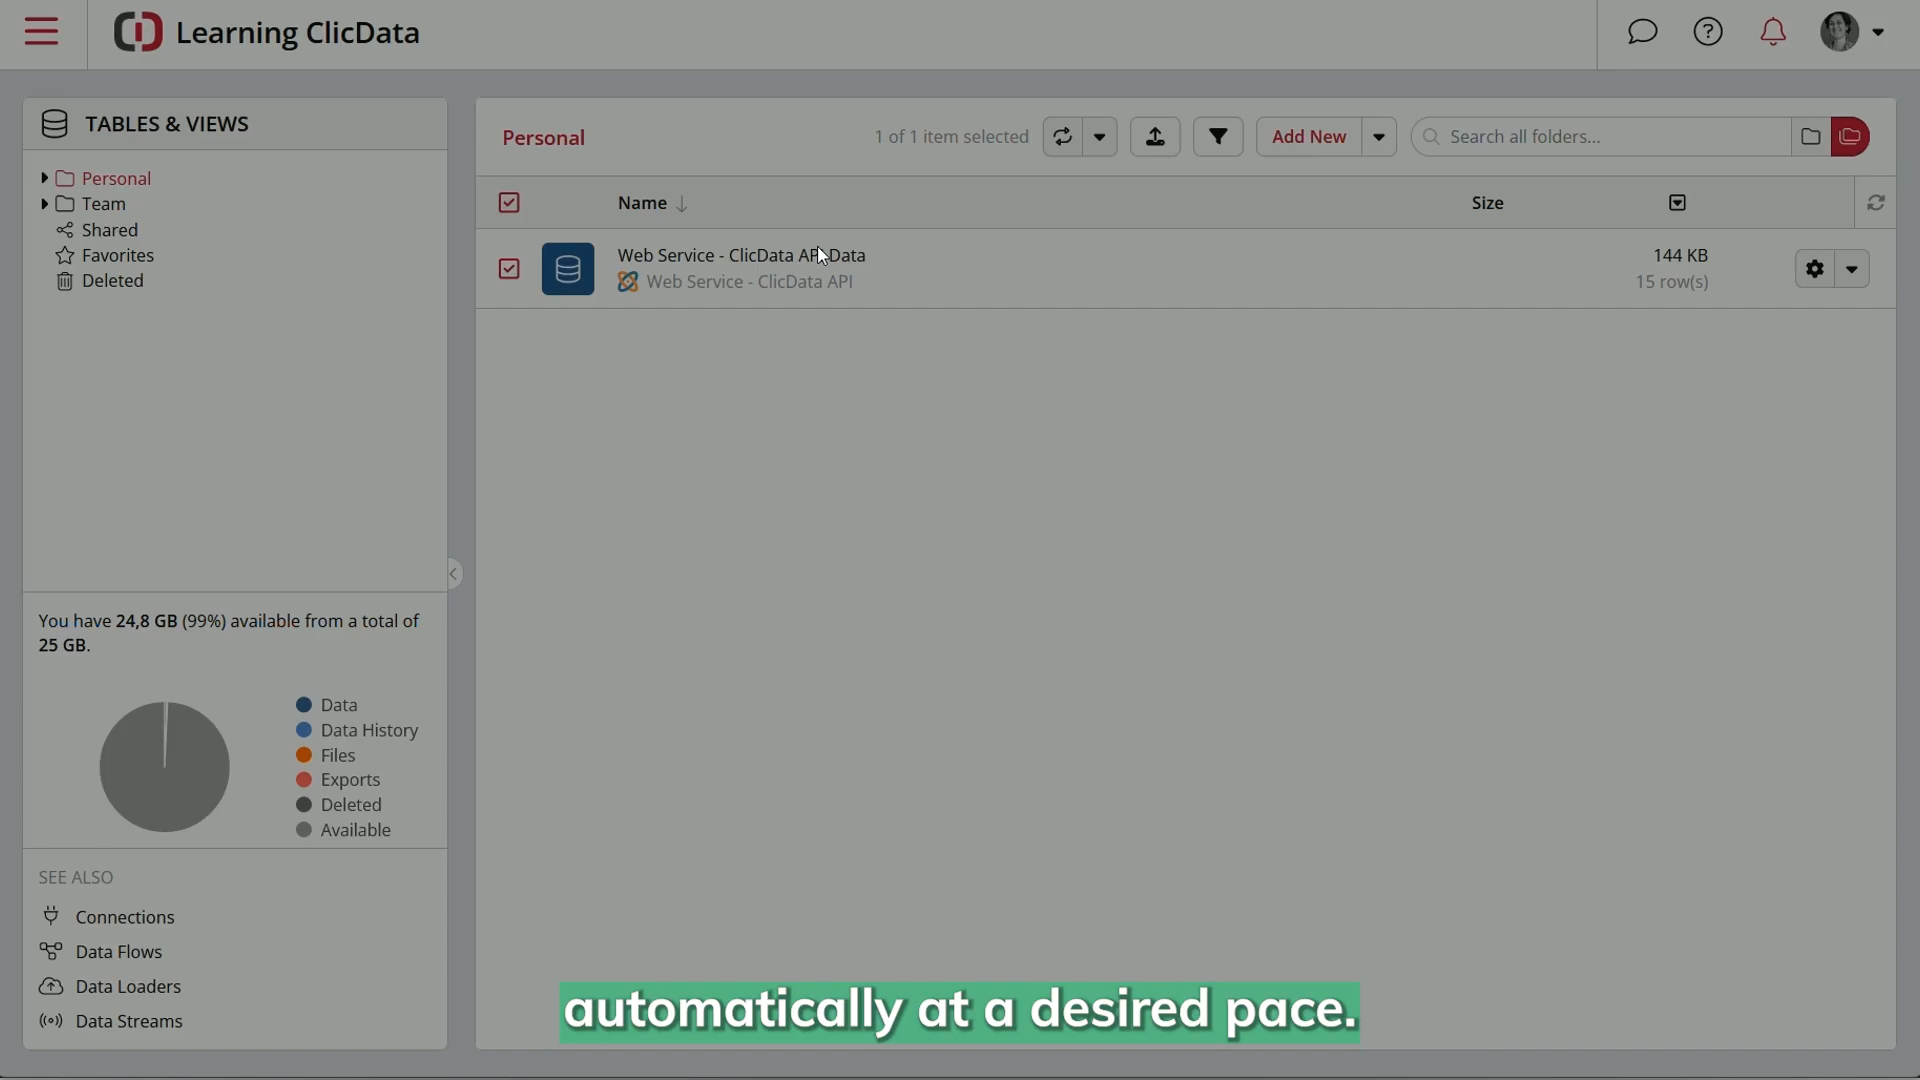 Learning ClicData
TABLES & VIEWS
Personal
Team
Shared
Favorites
Deleted
You have 24,8 GB (99%) available from a total of
25 GB.
Data
Data History
Files
Exports
Deleted
Available
SEE ALSO
Connections
Data Flows
Data Loaders
Data Streams
Personal
1 of 1 item selected
Add New
Search all folders...
Name
Size
Web Service - ClicData API Data
144 KB
Web Service - ClicData API
15 row(s)
automatically at a desired pace.